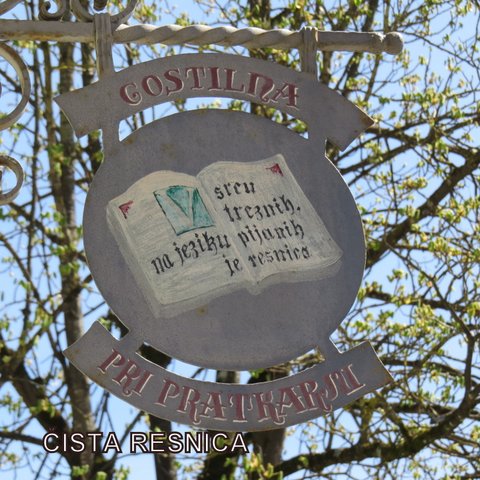 GOSTILNA
V srcu
treznih,
na jeziku pijanih
je resnica
PRI PRATKARJU
CISTA RESNICA